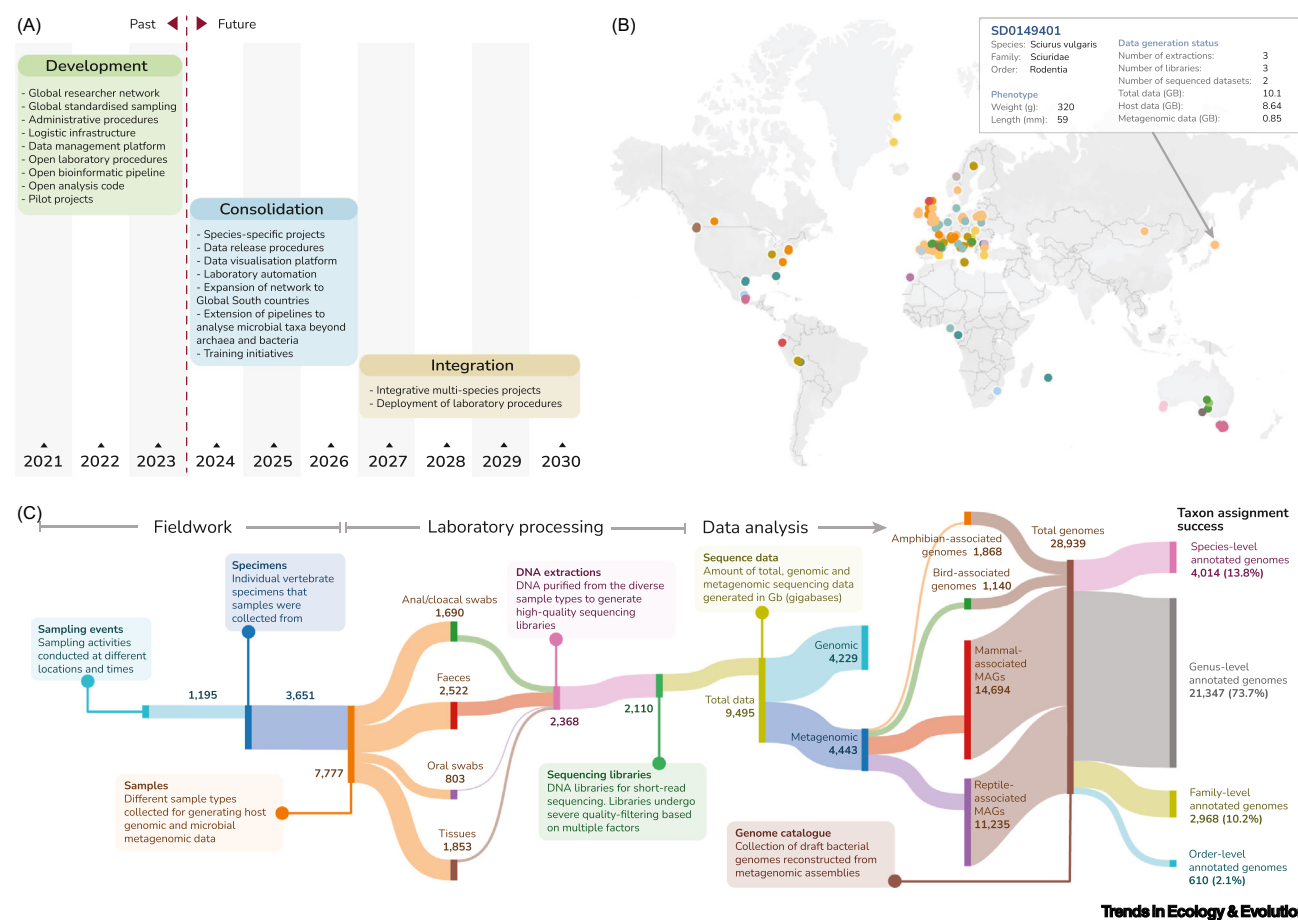 (A)
Past
Future
Development
- Global researcher network
- Global standardised sampling
- Administrative procedures
- Logistic infrastructure
- Data management platform
- Open laboratory procedures
- Open bioinformatic pipeline
- Open analysis code
- Pilot projects
Consolidation
- Species-specific projects
- Data release procedures
- Data visualisation platform
- Laboratory automation
- Expansion of network to
Global South countries
- Extension of pipelines to
analyse microbial taxa beyond
archaea and bacteria
- Training initiatives
Integration
- Integrative multi-species projects
- Deployment of laboratory procedures
2021 2022 2023 2024 2025 2026 2027 2028 2029 2030
(B)
SD0149401
Species: Sciurus vulgaris
Family: Sciuridae
Order: Rodentia
Phenotype
Weight (g): 320
Length (mm): 59
Data generation status
Number of extractions: 3
Number of libraries: 3
Number of sequenced datasets: 2
Total data (GB): 10.1
Host data (GB): 8.64
Metagenomic data (GB): 0.85
(C)
Fieldwork
Laboratory processing
Data analysis
Sampling events
Sampling activities
conducted at different
locations and times
1,195
Specimens
Individual vertebrate
specimens that
samples were
collected from
3,651
Samples
Different sample types
collected for generating host
genomic and microbial
metagenomic data
7,777
Anal/cloacal swabs
1,690
Faeces
2,522
Oral swabs
803
Tissues
1,853
DNA extractions
DNA purified from the diverse
sample types to generate
high-quality sequencing
libraries
2,368
2,110
Sequencing libraries
DNA libraries for short-read
sequencing. Libraries undergo
severe quality-filtering based
on multiple factors
Sequence data
Amount of total, genomic and
metagenomic sequencing data
generated in Gb (gigabases)
Total data
9,495
Genomic
4,229
Metagenomic
4,443
Amphibian-associated
genomes 1,868
Bird-associated
genomes 1,140
Mammal-
associated
MAGs
14,694
Reptile-
associated
MAGs
11,235
Total genomes
28,939
Genome catalogue
Collection of draft bacterial
genomes reconstructed from
metagenomic assemblies
Taxon assignment
success
Species-level
annotated genomes
4,014 (13.8%)
Genus-level
annotated genomes
21,347 (73.7%)
Family-level
annotated genomes
2,968 (10.2%)
Order-level
annotated genomes
610 (2.1%)
Trends in Ecology & Evolutio